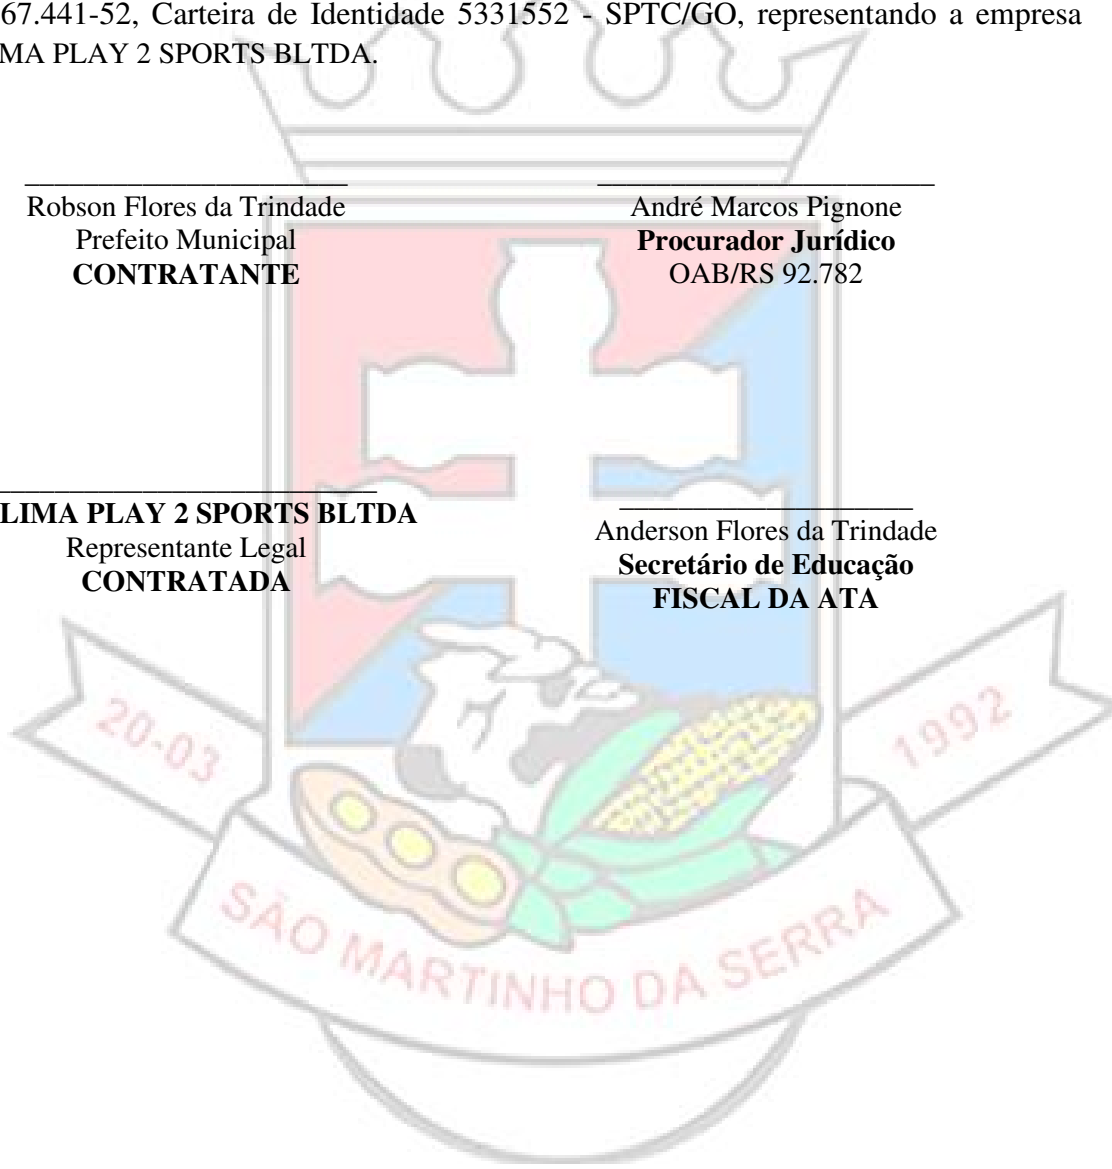 67.441-52, Carteira de Identidade 5331552 - SPTC/GO, representando a empresa
MA PLAY 2 SPORTS BLTDA.
Robson Flores da Trindade
Prefeito Municipal
CONTRATANTE
André Marcos Pignone
Procurador Jurídico
OAB/RS 92.782
LIMA PLAY 2 SPORTS BLTDA
Representante Legal
CONTRATADA
Anderson Flores da Trindade
Secretário de Educação
FISCAL DA ATA
20-03
1992
SÃO MARTINHO DA SERRA